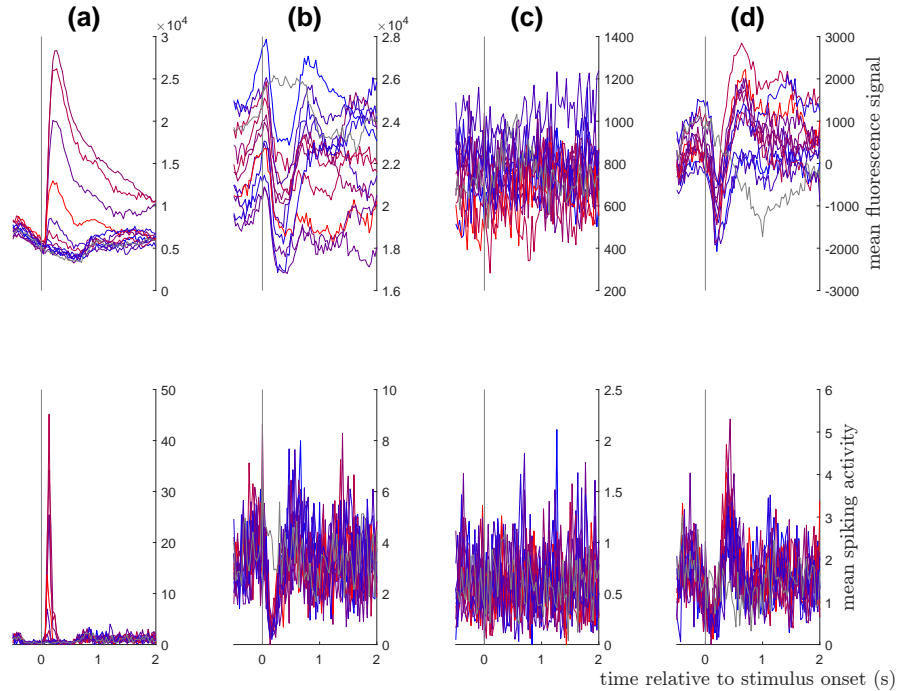 (a) (b) (c) (d)
×10⁴ ×10⁴
3 2.8 1400 3000
2.5 2.6 1200 2000
2 2.4 1000 1000
1.5 2.2 800 0
1 2 600 -1000
0.5 1.8 400 -2000
0 1.6 200 -3000
mean fluorescence signal
50 10 2.5 6
5
40 8 2
4
30 6 1.5
3
20 4 1
2
10 2 0.5
1
0 0 0 0
mean spiking activity
0 1 2 0 1 2 0 1 2 0 1 2
time relative to stimulus onset (s)